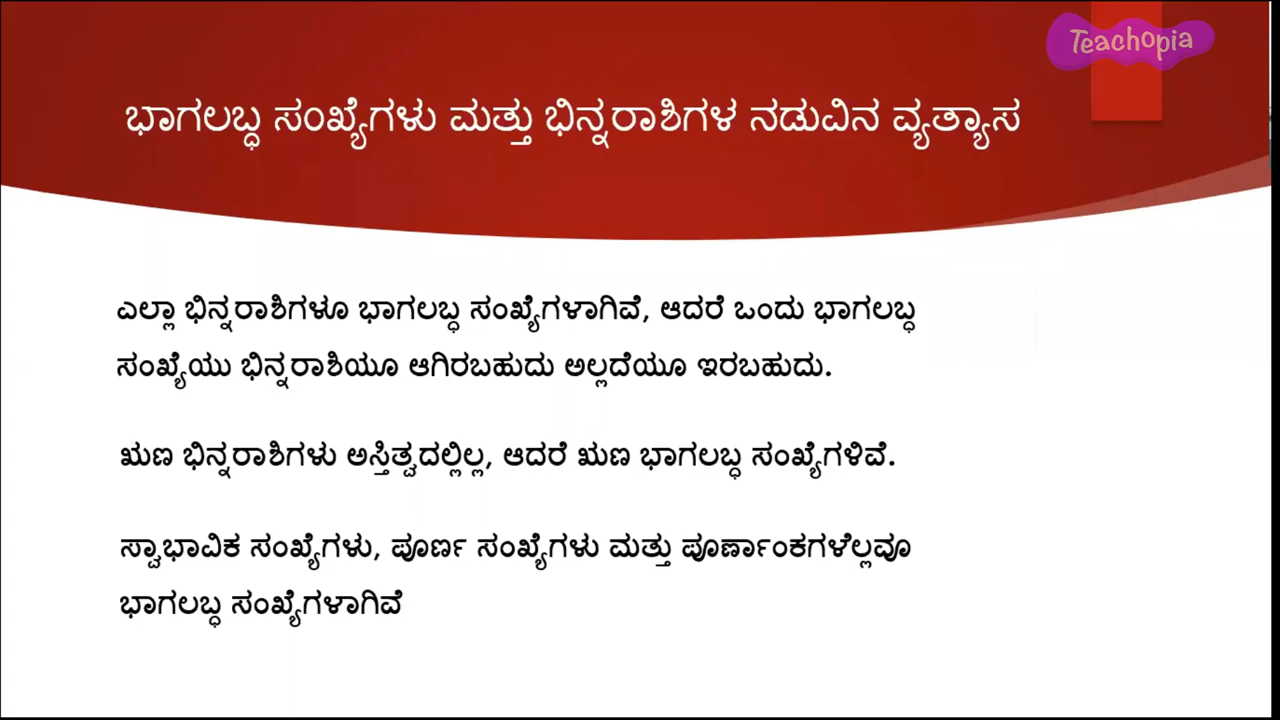 Teachopia
ಭಾಗಲಬ್ಧ ಸಂಖ್ಯೆಗಳು ಮತ್ತು ಭಿನ್ನರಾಶಿಗಳ ನಡುವಿನ ವ್ಯತ್ಯಾಸ
ಎಲ್ಲಾ ಭಿನ್ನರಾಶಿಗಳೂ ಭಾಗಲಬ್ಧ ಸಂಖ್ಯೆಗಳಾಗಿವೆ, ಆದರೆ ಒಂದು ಭಾಗಲಬ್ಧ
ಸಂಖ್ಯೆಯು ಭಿನ್ನರಾಶಿಯೂ ಆಗಿರಬಹುದು ಅಲ್ಲದೆಯೂ ಇರಬಹುದು.
ಋಣ ಭಿನ್ನರಾಶಿಗಳು ಅಸ್ತಿತ್ವದಲ್ಲಿಲ್ಲ, ಆದರೆ ಋಣ ಭಾಗಲಬ್ಧ ಸಂಖ್ಯೆಗಳಿವೆ.
ಸ್ವಾಭಾವಿಕ ಸಂಖ್ಯೆಗಳು, ಪೂರ್ಣ ಸಂಖ್ಯೆಗಳು ಮತ್ತು ಪೂರ್ಣಾಂಕಗಳೆಲ್ಲವೂ
ಭಾಗಲಬ್ಧ ಸಂಖ್ಯೆಗಳಾಗಿವೆ